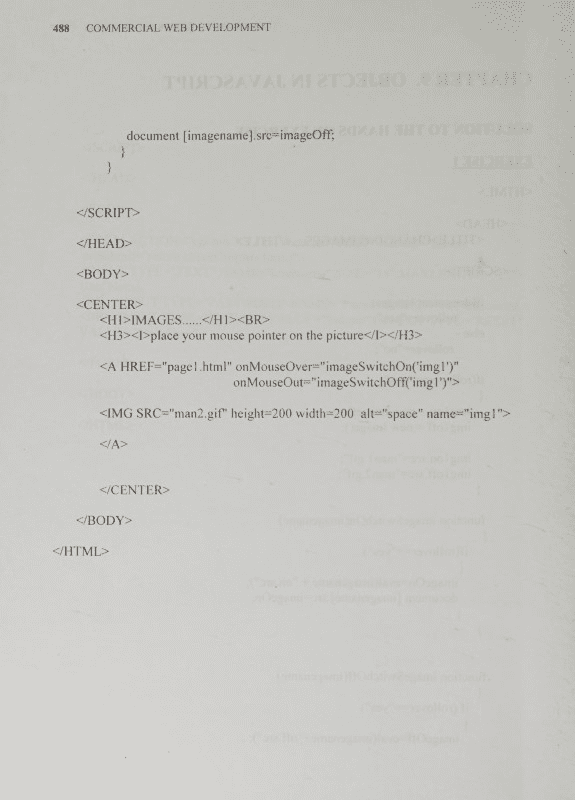 488 COMMERCIAL WEB DEVELOPMENT
document [imagename].src=imageOff;
}
}
</SCRIPT>
</HEAD>
<BODY>
<CENTER>
<H1>IMAGES......</H1><BR>
<H3><I>place your mouse pointer on the picture</I></H3>
<A HREF="page1.html" onMouseOver="imageSwitchOn('img1')"
onMouseOut="imageSwitchOff('img1')">
<IMG SRC="man2.gif" height=200 width=200 alt="space" name="img1">
</A>
</CENTER>
</BODY>
</HTML>